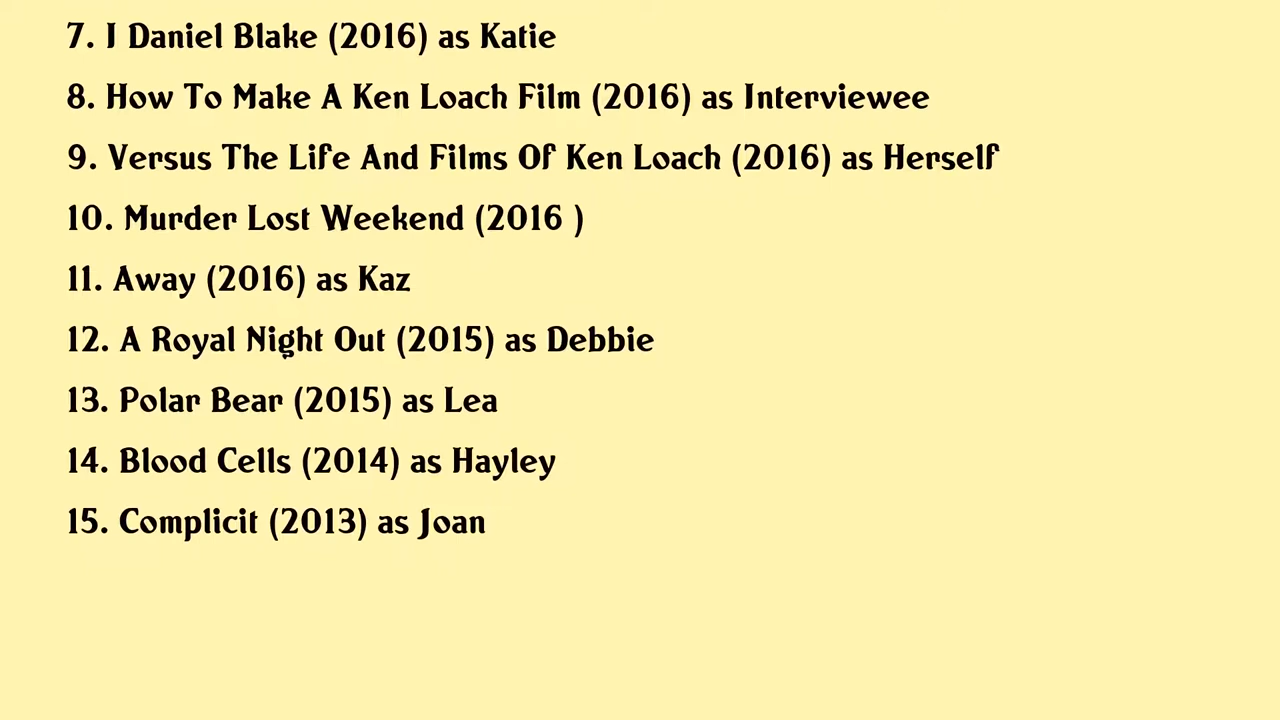 7. I Daniel Blake (2016) as Katie
8. How To Make A Ken Loach Film (2016) as Interviewee
9. Versus The Life And Films Of Ken Loach (2016) as Herself
10. Murder Lost Weekend (2016 )
11. Away (2016) as Kaz
12. A Royal Night Out (2015) as Debbie
13. Polar Bear (2015) as Lea
14. Blood Cells (2014) as Hayley
15. Complicit (2013) as Joan